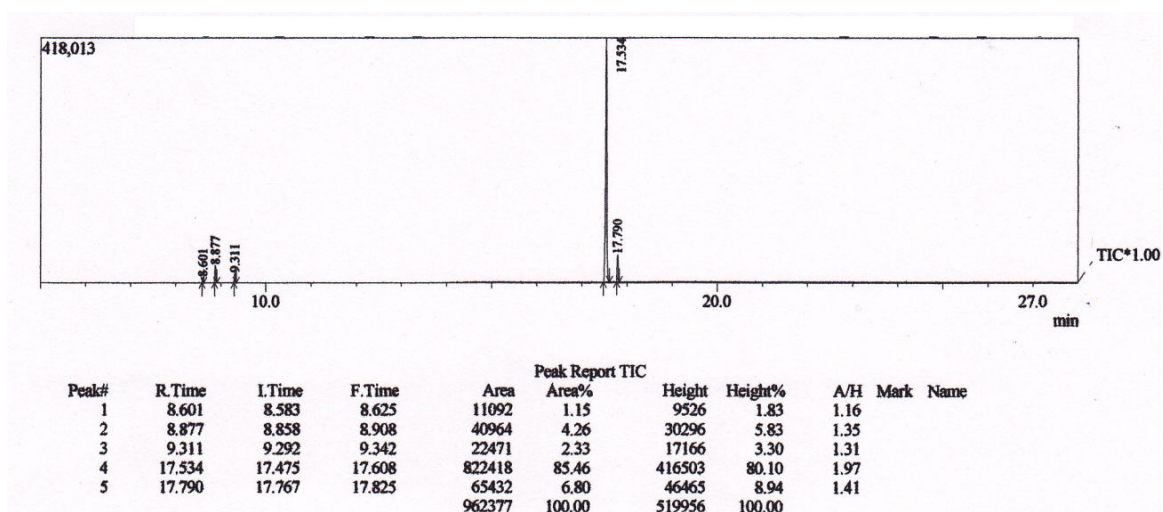 418,013
17.534
17.790
8.601
8.877
9.311
TIC*1.00
10.0 20.0 27.0
min
Peak Report TIC
Peak# R.Time I.Time F.Time Area Area% Height Height% A/H Mark Name
1 8.601 8.583 8.625 11092 1.15 9526 1.83 1.16
2 8.877 8.858 8.908 40964 4.26 30296 5.83 1.35
3 9.311 9.292 9.342 22471 2.33 17166 3.30 1.31
4 17.534 17.475 17.608 822418 85.46 416503 80.10 1.97
5 17.790 17.767 17.825 65432 6.80 46465 8.94 1.41
962377 100.00 519956 100.00